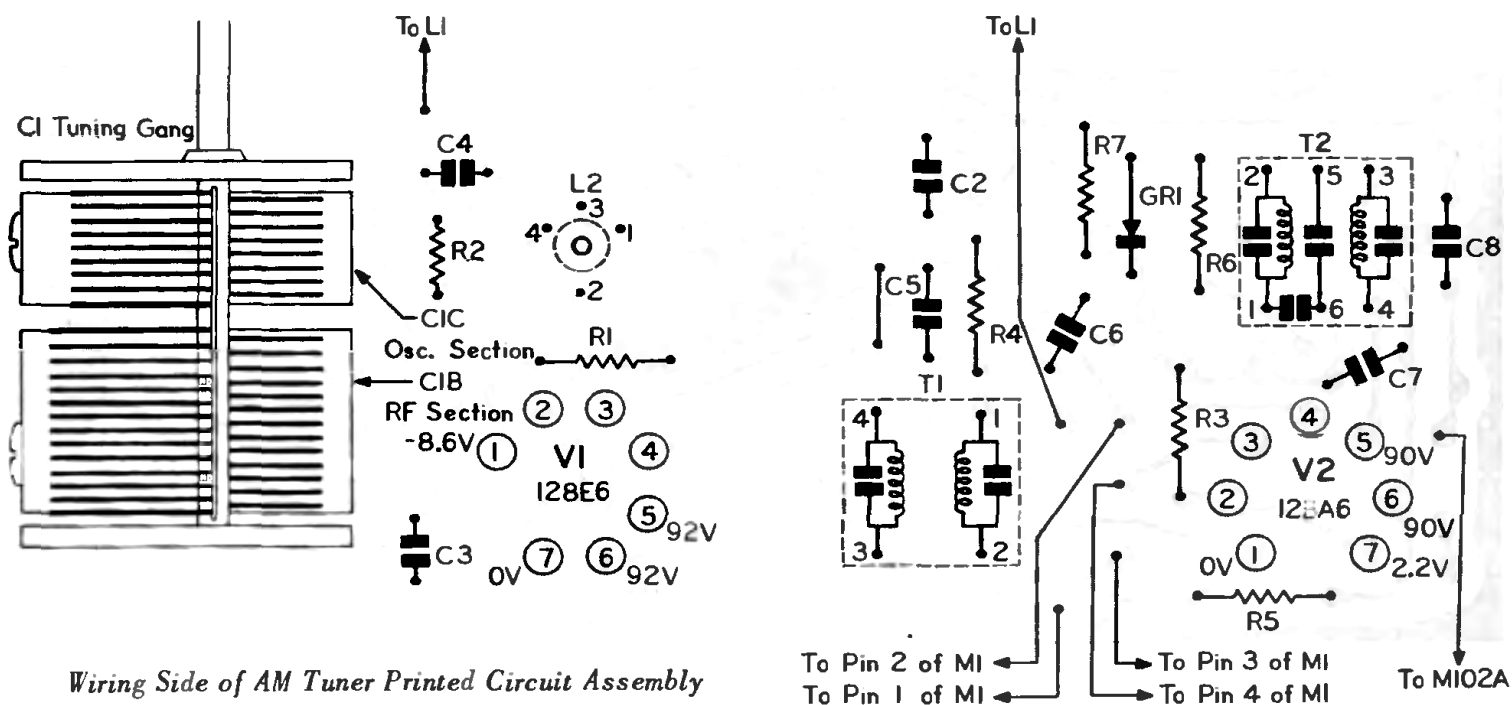 To L1
C1 Tuning Gang
C4
L2
3
4
1
R2
2
C1C
Osc. Section
R1
C1B
RF Section
2
3
-8.6V
1
V1
4
128E6
5
92V
C3
0V
7
6
92V
Wiring Side of AM Tuner Printed Circuit Assembly
To L1
C2
R7
GR1
R6
T2
2
5
3
1
6
4
C8
C5
R4
C6
C7
T1
4
1
3
2
R3
3
4
5
90V
V2
2
6
90V
0V
1
7
2.2V
R5
To Pin 2 of M1
To Pin 1 of M1
To Pin 3 of M1
To Pin 4 of M1
To M102A